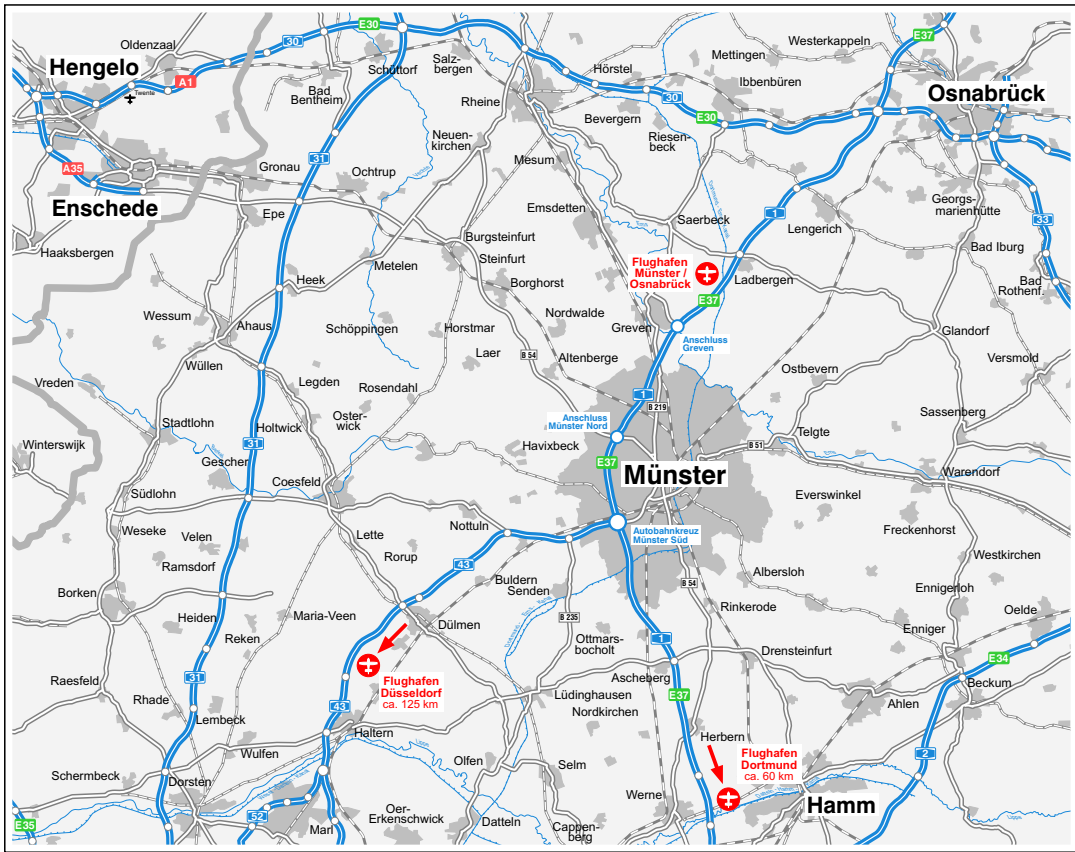 E30
E37
Oldenzaal
30
Westerkappeln
Mettingen
Salz-
bergen
Schüttorf
Hörstel
Hengelo
A1
Twente
Bad
Bentheim
Ibbenbüren
Osnabrück
Rheine
30
E30
Bevergern
Riesen-
beck
Neuen-
kirchen
31
Mesum
A35
Gronau
Ochtrup
Enschede
Epe
Emsdetten
Saerbeck
1
Lengerich
Georgs-
marienhütte
33
Haaksbergen
Burgsteinfurt
Steinfurt
Metelen
Bad Iburg
Flughafen
Münster /
Osnabrück
Ladbergen
Bad
Rothenf.
Heek
Borghorst
E37
Wessum
Ahaus
Schöppingen
Horstmar
Nordwalde
Greven
Glandorf
Anschluss
Greven
Laer
B 54
Altenberge
Wüllen
Versmold
Vreden
Legden
Rosendahl
Ostbevern
1
B 219
Stadtlohn
Holtwick
Oster-
wick
Anschluss
Münster Nord
Sassenberg
Telgte
B 51
Ems
Winterswijk
31
Havixbeck
Gescher
E37
Münster
Warendorf
Coesfeld
Südlohn
Everswinkel
Weseke
Velen
Lette
Nottuln
Autobahnkreuz
Münster Süd
Freckenhorst
Rorup
Westkirchen
Ramsdorf
43
Albersloh
Borken
Buldern
Senden
B 54
Ennigerloh
Rinkerode
Oelde
Heiden
Maria-Veen
Dülmen
B 235
Reken
Ottmars-
bocholt
1
Enniger
Drensteinfurt
E34
Raesfeld
31
Flughafen
Düsseldorf
ca. 125 km
Ascheberg
Beckum
Rhade
Lüdinghausen
E37
Ahlen
Lembeck
43
Nordkirchen
Haltern
Lippe
Herbern
Wulfen
Flughafen
Dortmund
ca. 60 km
2
Schermbeck
Dorsten
Olfen
Selm
Werne
Hamm
Oer-
Erkenschwick
52
Marl
Datteln
Cappen-
berg
E35
Lippe